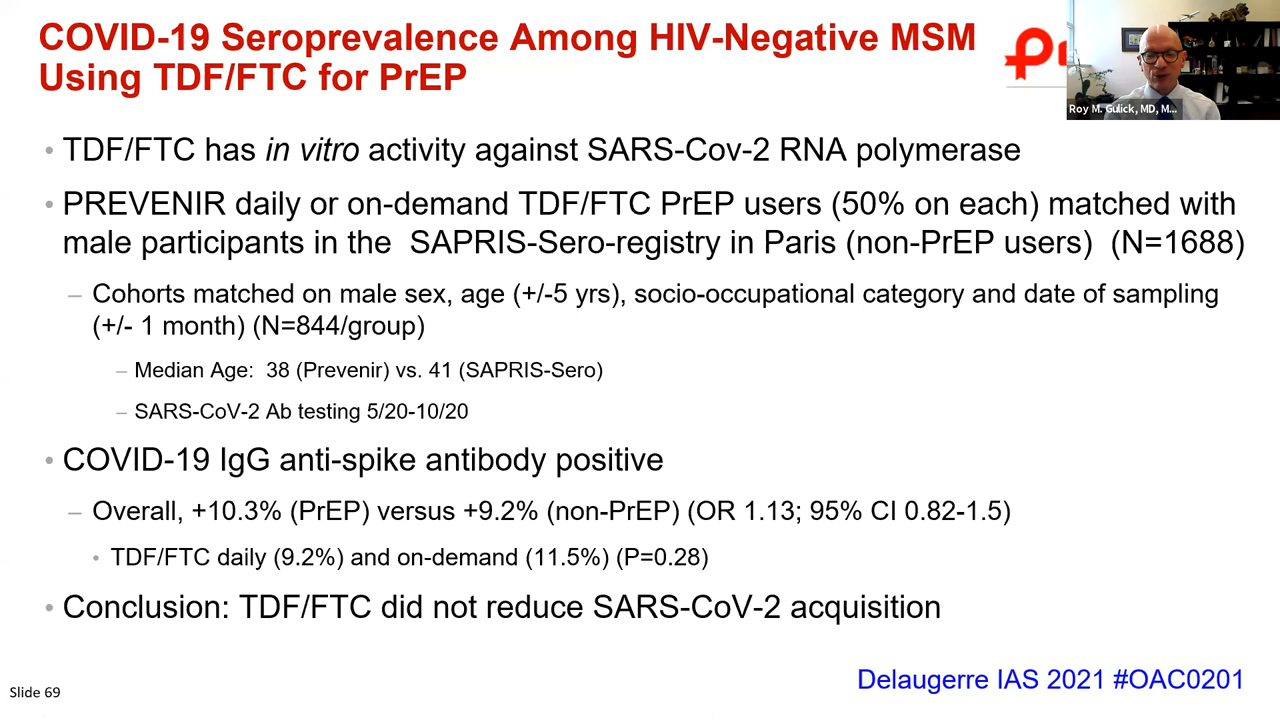 COVID-19 Seroprevalence Among HIV-Negative MSM
Using TDF/FTC for PrEP
Roy M. Gulick, MD, M...
• TDF/FTC has in vitro activity against SARS-Cov-2 RNA polymerase
• PREVENIR daily or on-demand TDF/FTC PrEP users (50% on each) matched with
male participants in the SAPRIS-Sero-registry in Paris (non-PrEP users) (N=1688)
– Cohorts matched on male sex, age (+/-5 yrs), socio-occupational category and date of sampling
(+/- 1 month) (N=844/group)
– Median Age: 38 (Prevenir) vs. 41 (SAPRIS-Sero)
– SARS-CoV-2 Ab testing 5/20-10/20
• COVID-19 IgG anti-spike antibody positive
– Overall, +10.3% (PrEP) versus +9.2% (non-PrEP) (OR 1.13; 95% CI 0.82-1.5)
• TDF/FTC daily (9.2%) and on-demand (11.5%) (P=0.28)
• Conclusion: TDF/FTC did not reduce SARS-CoV-2 acquisition
Delaugerre IAS 2021 #OAC0201
Slide 69